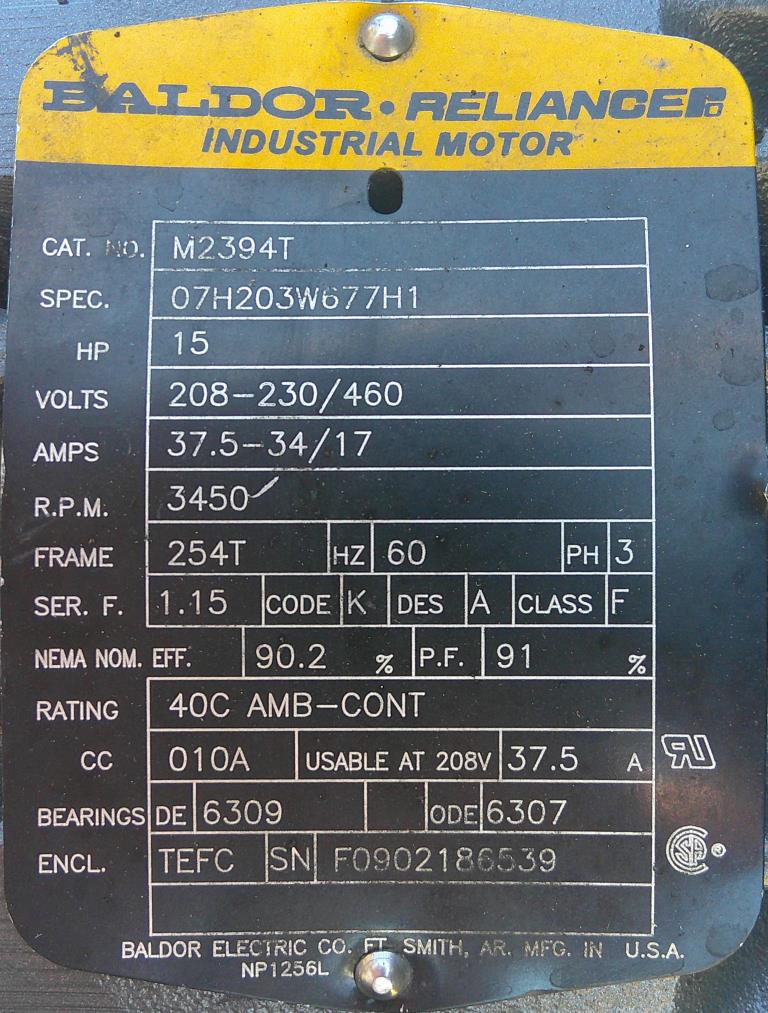 BALDOR • RELIANCER
INDUSTRIAL MOTOR
CAT. NO. M2394T
SPEC. 07H203W677H1
HP 15
VOLTS 208-230/460
AMPS 37.5-34/17
R.P.M. 3450
FRAME 254T HZ 60 PH 3
SER. F. 1.15 CODE K DES A CLASS F
NEMA NOM. EFF. 90.2 % P.F. 91 %
RATING 40C AMB-CONT
CC 010A USABLE AT 208V 37.5 A
BEARINGS DE 6309 ODE 6307
ENCL. TEFC SN F0902186539
BALDOR ELECTRIC CO. FT. SMITH, AR. MFG. IN U.S.A.
NP1256L